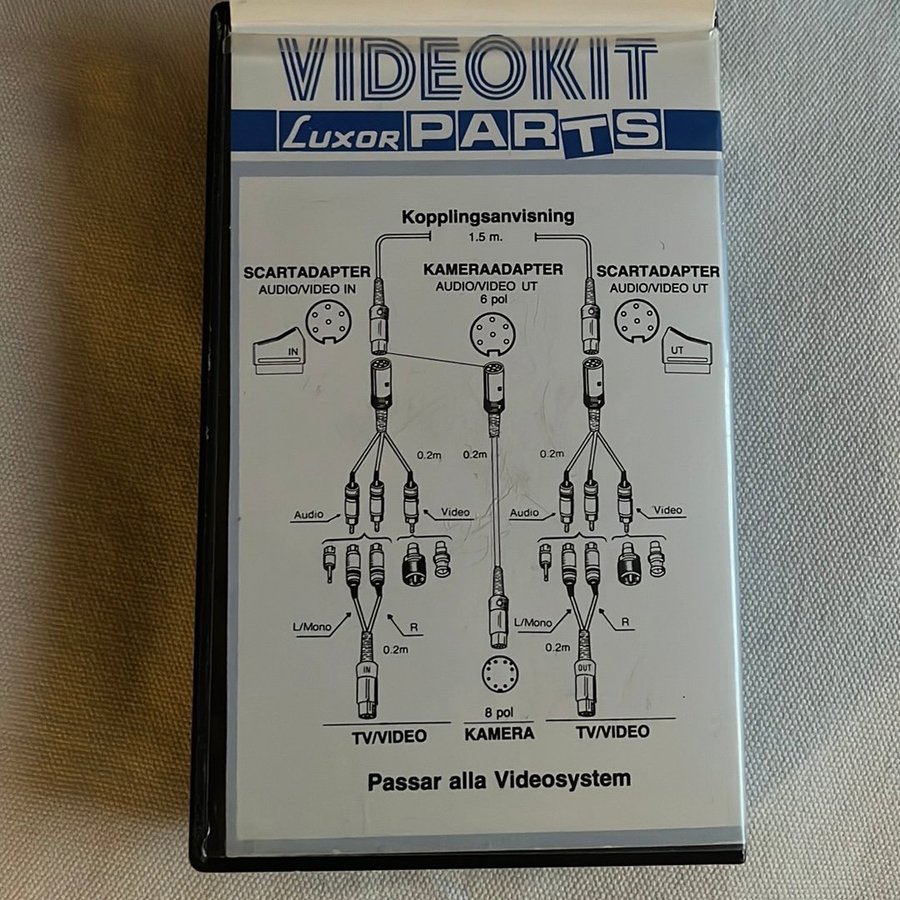 VIDEOKIT
LUXOR PARTS
Kopplingsanvisning
1.5 m.
SCARTADAPTER
AUDIO/VIDEO IN
KAMERAADAPTER
AUDIO/VIDEO UT
6 pol
SCARTADAPTER
AUDIO/VIDEO UT
IN
UT
0.2m
0.2m
0.2m
Audio
Video
Audio
Video
L/Mono
R
0.2m
L/Mono
R
0.2m
IN
OUT
TV/VIDEO
8 pol
KAMERA
TV/VIDEO
Passar alla Videosystem